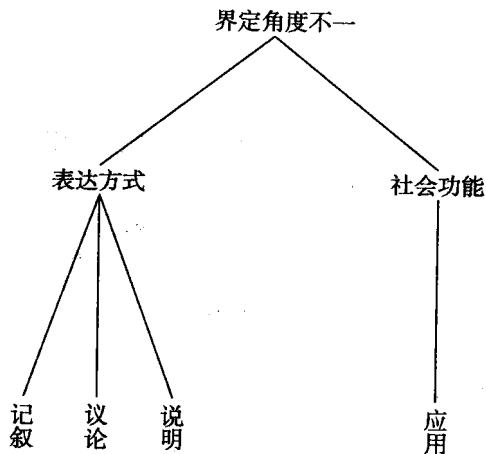 界定角度不一
表达方式
社会功能
记叙
议论
说明
应用